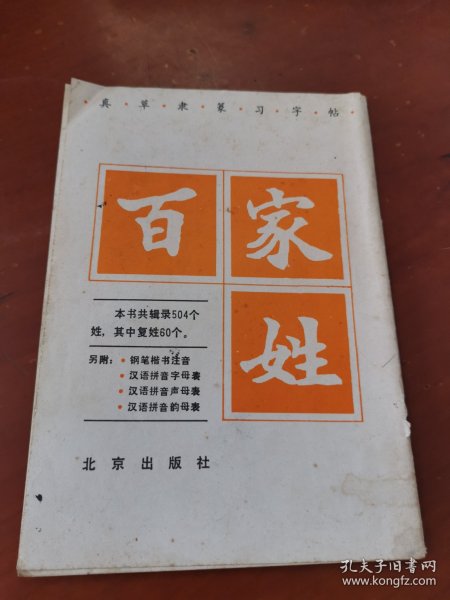 ·真·草·隶·篆·习·字·帖·
百家姓
本书共辑录504个
姓，其中复姓60个。
另附：·钢笔楷书注音
·汉语拼音字母表
·汉语拼音声母表
·汉语拼音韵母表
北京出版社
孔夫子旧书网
www.kongfz.com